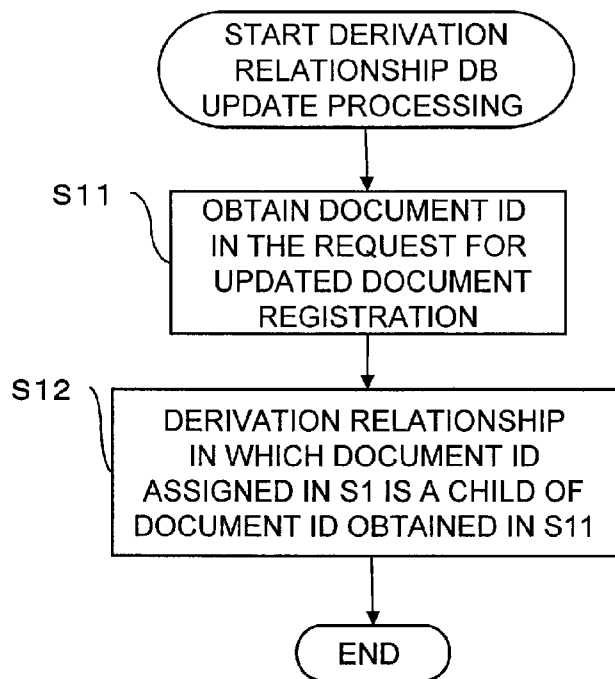 START DERIVATION
RELATIONSHIP DB
UPDATE PROCESSING
S11
OBTAIN DOCUMENT ID
IN THE REQUEST FOR
UPDATED DOCUMENT
REGISTRATION
S12
DERIVATION RELATIONSHIP
IN WHICH DOCUMENT ID
ASSIGNED IN S1 IS A CHILD OF
DOCUMENT ID OBTAINED IN S11
END